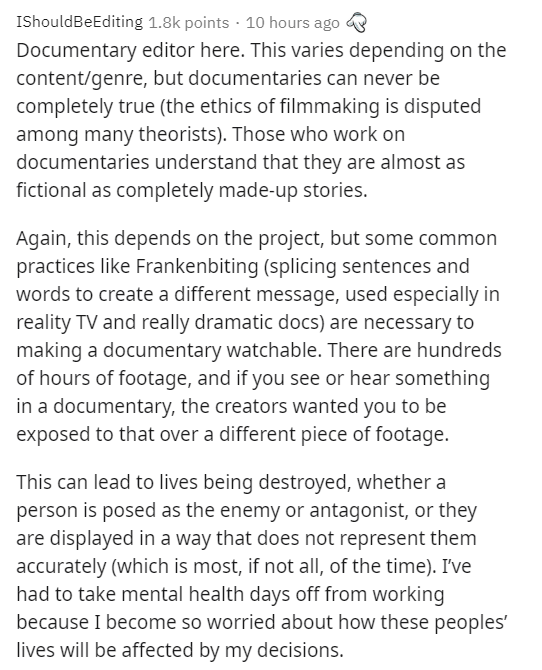 IShouldBeEditing 1.8k points · 10 hours ago
Documentary editor here. This varies depending on the
content/genre, but documentaries can never be
completely true (the ethics of filmmaking is disputed
among many theorists). Those who work on
documentaries understand that they are almost as
fictional as completely made-up stories.
Again, this depends on the project, but some common
practices like Frankenbiting (splicing sentences and
words to create a different message, used especially in
reality TV and really dramatic docs) are necessary to
making a documentary watchable. There are hundreds
of hours of footage, and if you see or hear something
in a documentary, the creators wanted you to be
exposed to that over a different piece of footage.
This can lead to lives being destroyed, whether a
person is posed as the enemy or antagonist, or they
are displayed in a way that does not represent them
accurately (which is most, if not all, of the time). I’ve
had to take mental health days off from working
because I become so worried about how these peoples’
lives will be affected by my decisions.